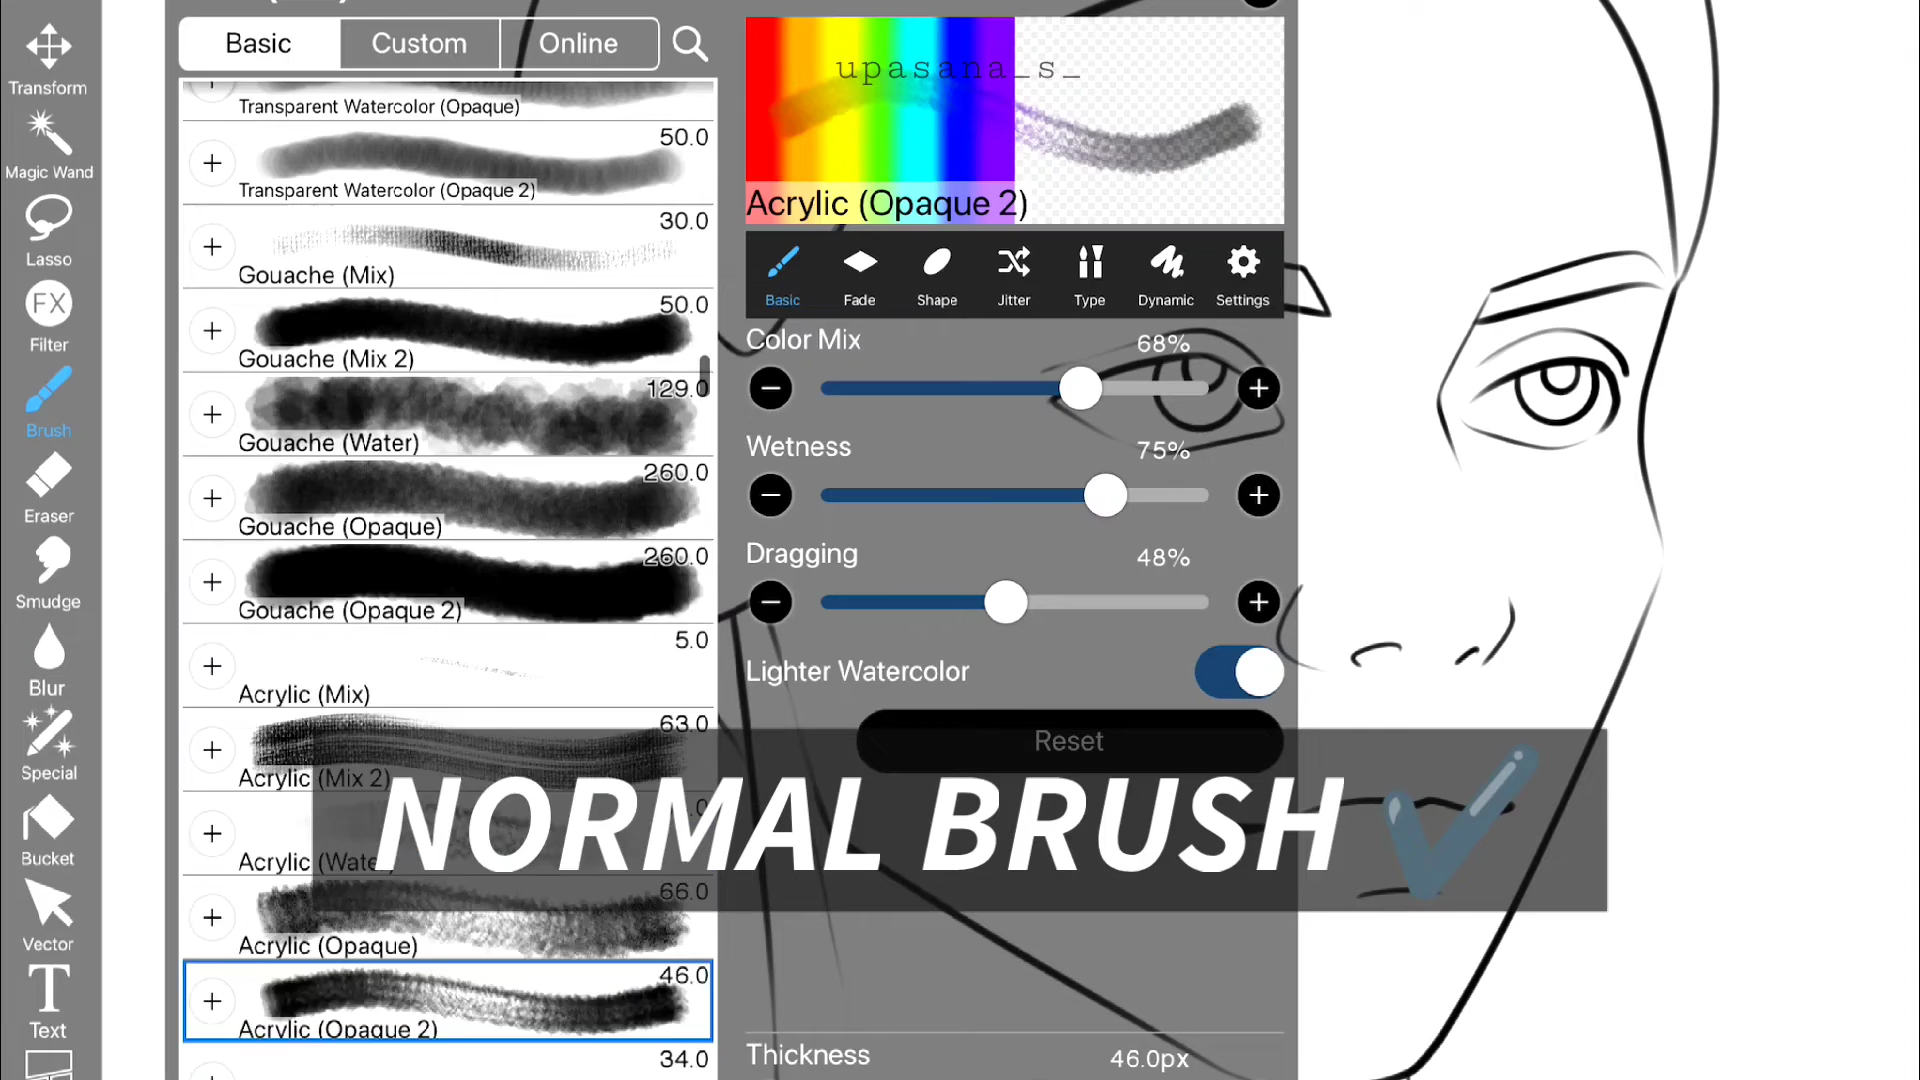 Transform
Magic Wand
Lasso
FX
Filter
Brush
Eraser
Smudge
Blur
Special
Bucket
Vector
T
Text
Basic
Custom
Online
Transparent Watercolor (Opaque)
50.0
Transparent Watercolor (Opaque 2)
30.0
Gouache (Mix)
50.0
Gouache (Mix 2)
129.0
Gouache (Water)
260.0
Gouache (Opaque)
260.0
Gouache (Opaque 2)
5.0
Acrylic (Mix)
63.0
Acrylic (Mix 2)
Acrylic (Wate
66.0
Acrylic (Opaque)
46.0
Acrylic (Opaque 2)
34.0
upasana_s_
Acrylic (Opaque 2)
Basic
Fade
Shape
Jitter
Type
Dynamic
Settings
Color Mix
68%
Wetness
75%
Dragging
48%
Lighter Watercolor
Reset
NORMAL BRUSH
Thickness
46.0px